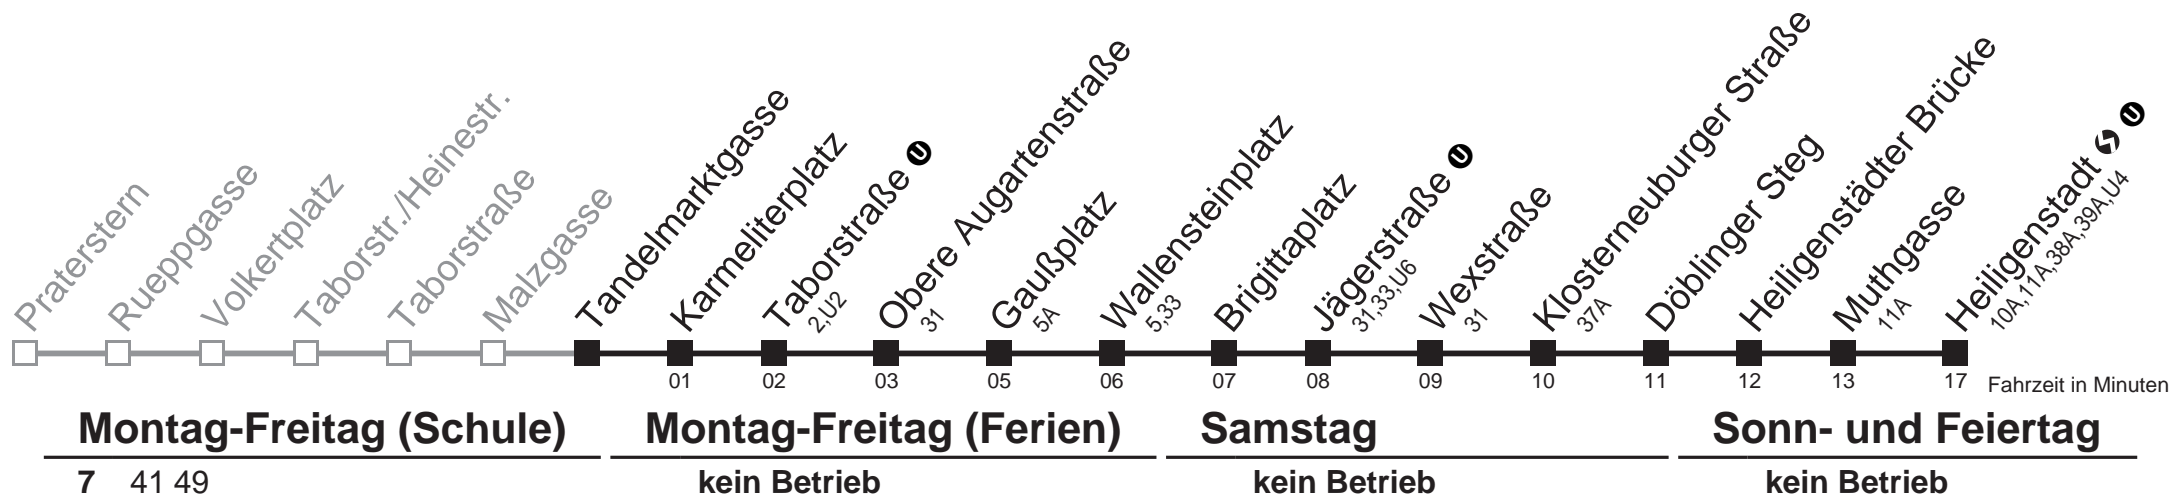 Praterstern
Rueppgasse
Volkertplatz
Taborstr./Heinestr.
Taborstraße
Malzgasse
Tandelmarktgasse
Karmeliterplatz
Taborstraße U
2,U2
Obere Augartenstraße
31
Gaußplatz
5A
Wallensteinplatz
5,33
Brigittaplatz
Jägerstraße U
31,33,U6
Wexstraße
31
Klosterneuburger Straße
37A
Döblinger Steg
Heiligenstädter Brücke
Muthgasse
11A
Heiligenstadt U
10A,11A,38A,39A,U4
01 02 03 05 06 07 08 09 10 11 12 13 17 Fahrzeit in Minuten
Montag-Freitag (Schule) Montag-Freitag (Ferien) Samstag Sonn- und Feiertag
7 41 49 kein Betrieb kein Betrieb kein Betrieb